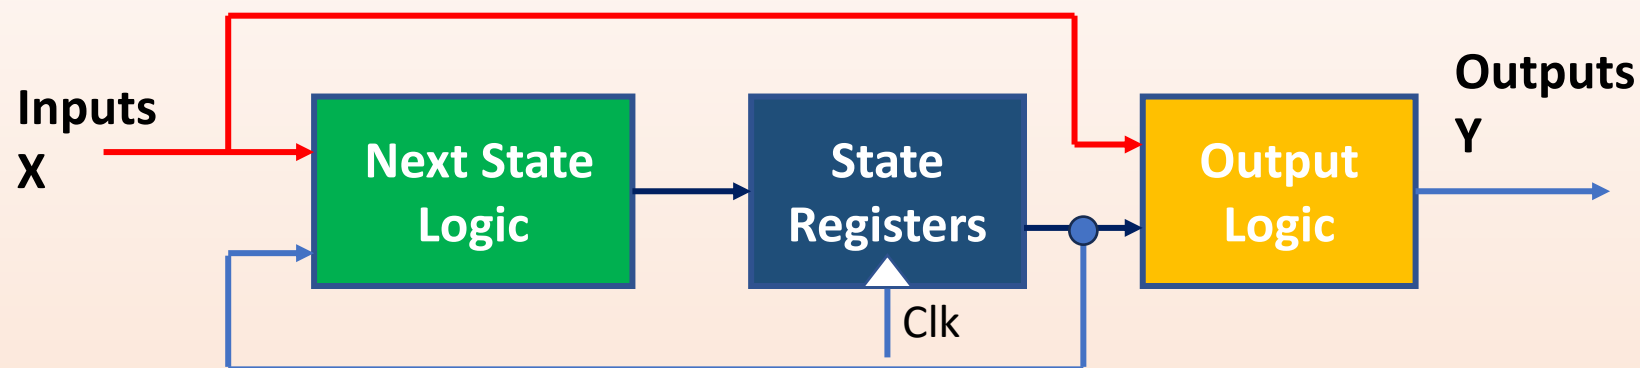 Inputs
X
Next State
Logic
State
Registers
Clk
Output
Logic
Outputs
Y